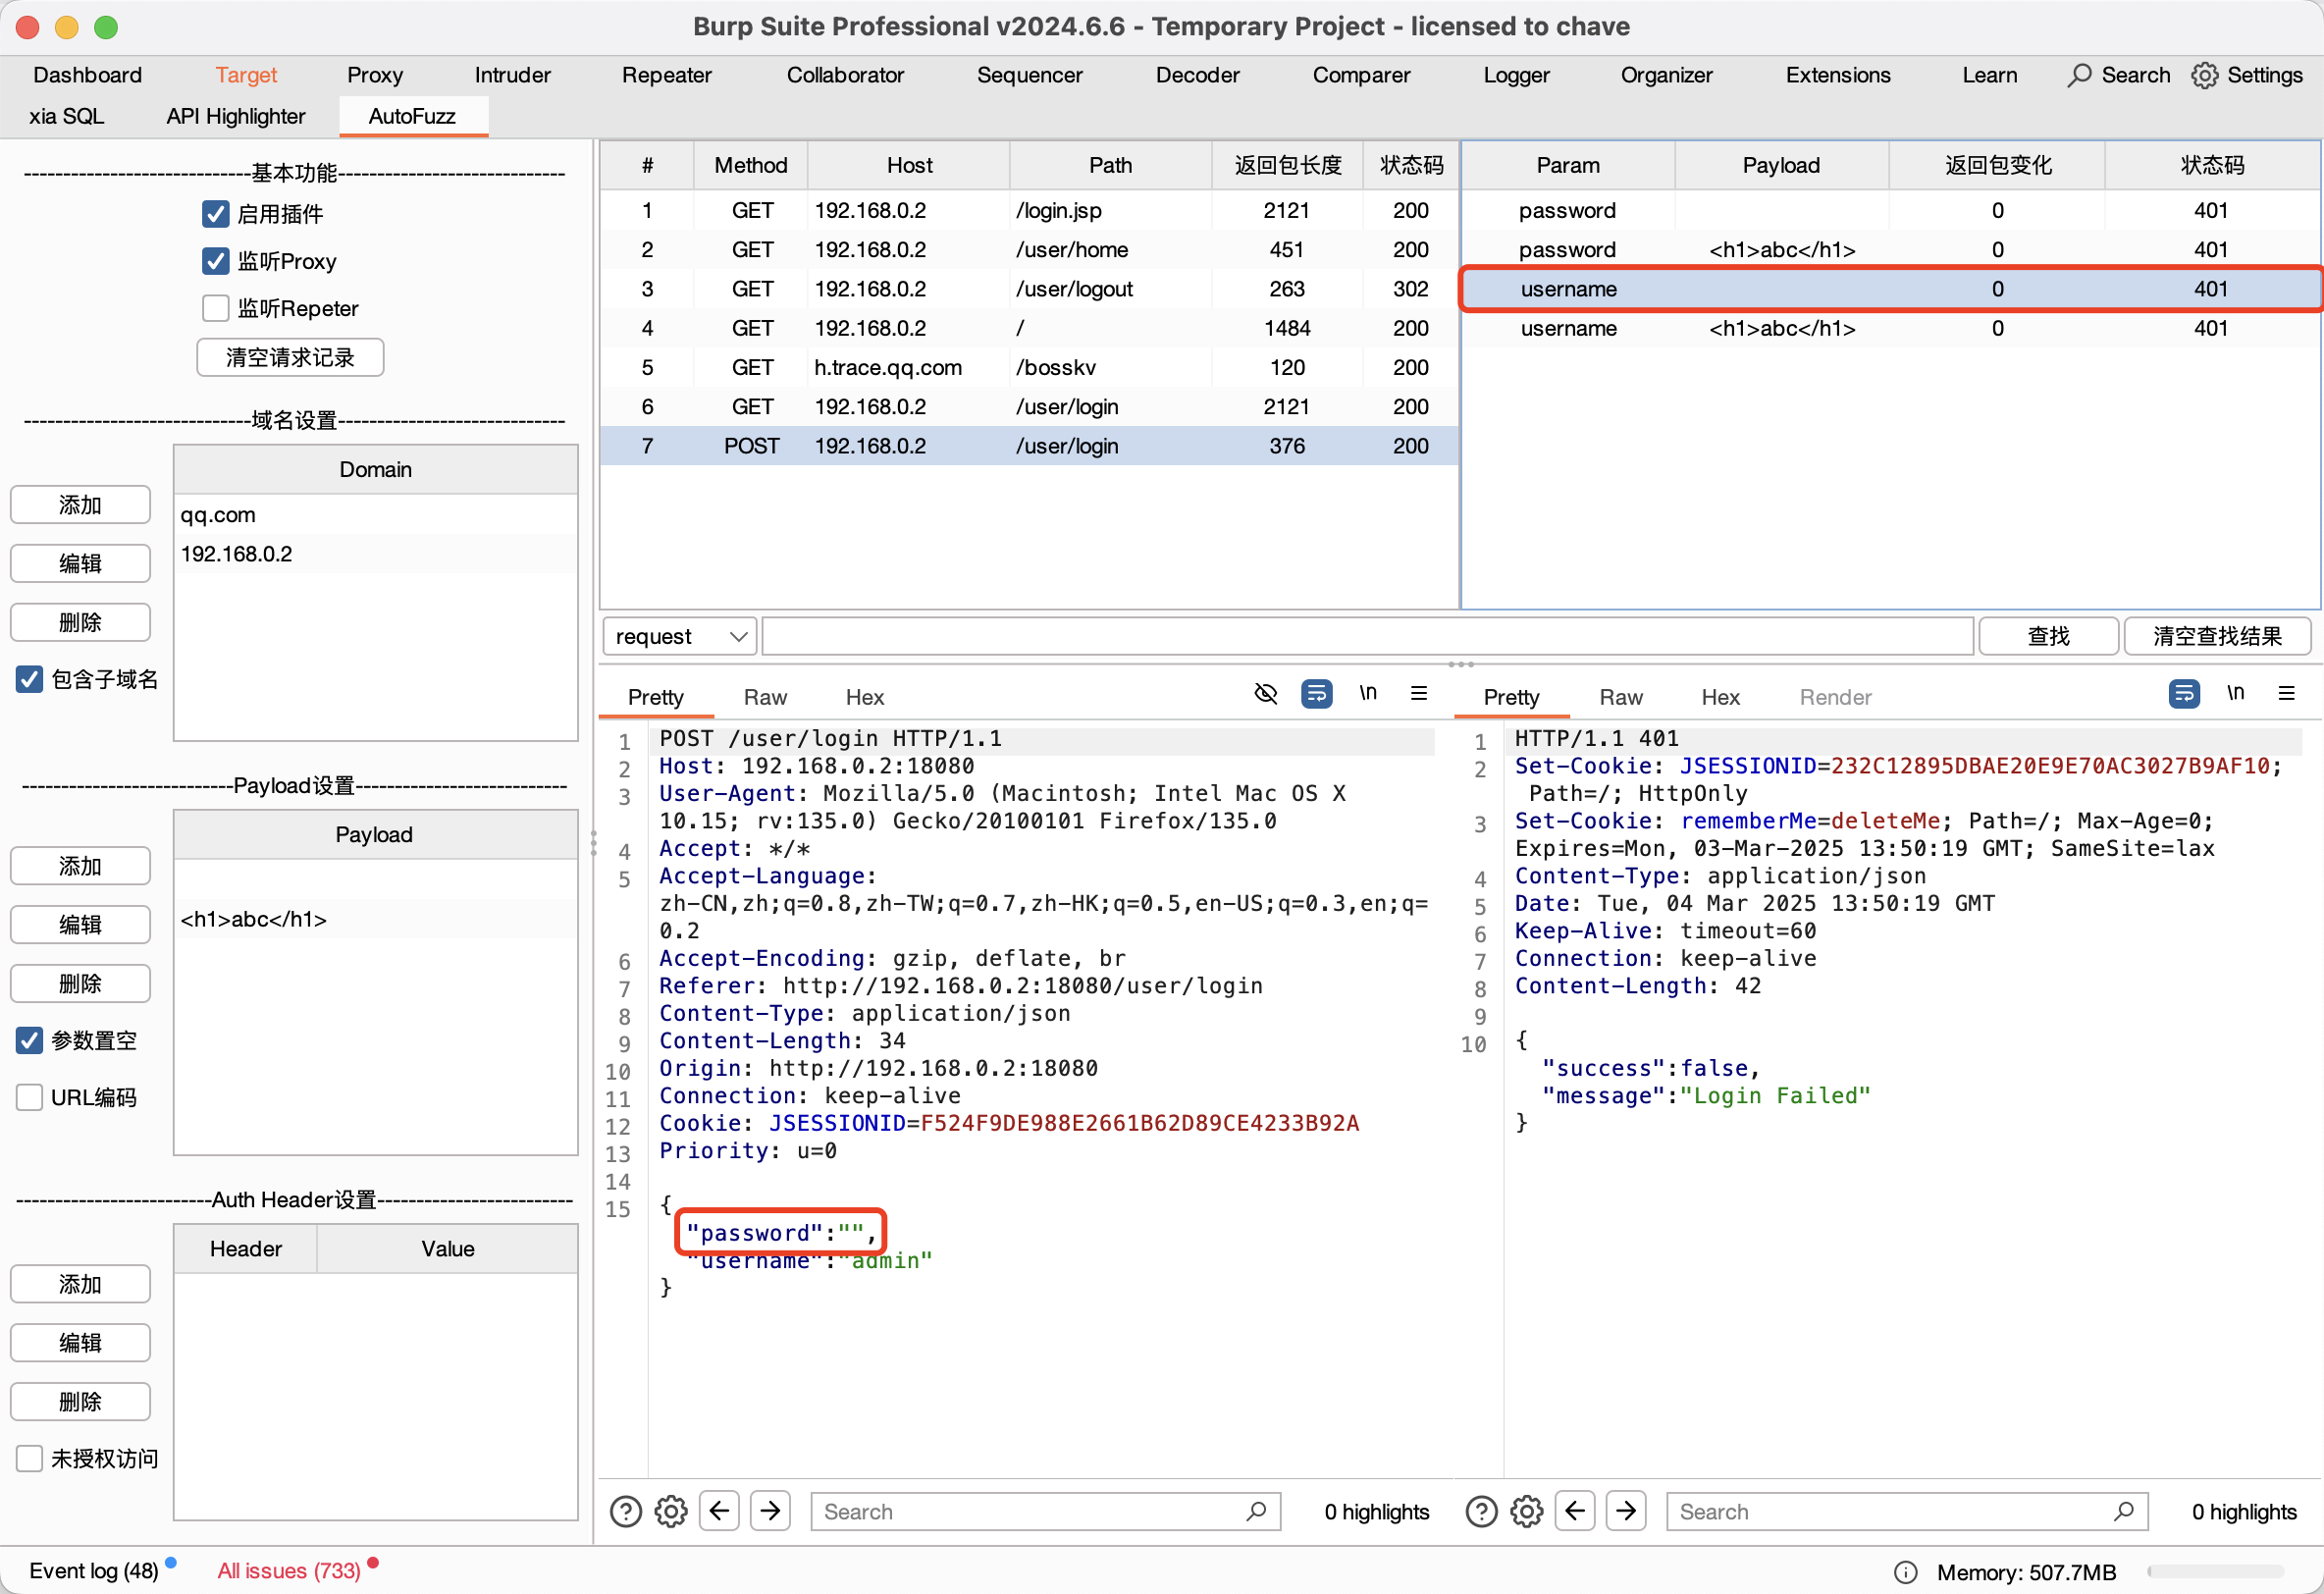 Burp Suite Professional v2024.6.6 - Temporary Project - licensed to chave
Dashboard Target Proxy Intruder Repeater Collaborator Sequencer Decoder Comparer Logger Organizer Extensions Learn Search Settings
xia SQL API Highlighter AutoFuzz
-----------------------------基本功能-----------------------------
启用插件
监听Proxy
监听Repeter
清空请求记录
-----------------------------域名设置-----------------------------
Domain
qq.com
192.168.0.2
添加
编辑
删除
包含子域名
---------------------------Payload设置---------------------------
Payload
<h1>abc</h1>
添加
编辑
删除
参数置空
URL编码
-------------------------Auth Header设置-------------------------
Header Value
添加
编辑
删除
未授权访问
# Method Host Path 返回包长度 状态码
1 GET 192.168.0.2 /login.jsp 2121 200
2 GET 192.168.0.2 /user/home 451 200
3 GET 192.168.0.2 /user/logout 263 302
4 GET 192.168.0.2 / 1484 200
5 GET h.trace.qq.com /bosskv 120 200
6 GET 192.168.0.2 /user/login 2121 200
7 POST 192.168.0.2 /user/login 376 200
Param Payload 返回包变化 状态码
password 0 401
password <h1>abc</h1> 0 401
username 0 401
username <h1>abc</h1> 0 401
request 查找 清空查找结果
Pretty Raw Hex \n
1 POST /user/login HTTP/1.1
2 Host: 192.168.0.2:18080
3 User-Agent: Mozilla/5.0 (Macintosh; Intel Mac OS X
10.15; rv:135.0) Gecko/20100101 Firefox/135.0
4 Accept: */*
5 Accept-Language:
zh-CN,zh;q=0.8,zh-TW;q=0.7,zh-HK;q=0.5,en-US;q=0.3,en;q=
0.2
6 Accept-Encoding: gzip, deflate, br
7 Referer: http://192.168.0.2:18080/user/login
8 Content-Type: application/json
9 Content-Length: 34
10 Origin: http://192.168.0.2:18080
11 Connection: keep-alive
12 Cookie: JSESSIONID=F524F9DE988E2661B62D89CE4233B92A
13 Priority: u=0
14
15 {
"password":"",
"username":"admin"
}
Search 0 highlights
Pretty Raw Hex Render \n
1 HTTP/1.1 401
2 Set-Cookie: JSESSIONID=232C12895DBAE20E9E70AC3027B9AF10;
Path=/; HttpOnly
3 Set-Cookie: rememberMe=deleteMe; Path=/; Max-Age=0;
Expires=Mon, 03-Mar-2025 13:50:19 GMT; SameSite=lax
4 Content-Type: application/json
5 Date: Tue, 04 Mar 2025 13:50:19 GMT
6 Keep-Alive: timeout=60
7 Connection: keep-alive
8 Content-Length: 42
9
10 {
"success":false,
"message":"Login Failed"
}
Search 0 highlights
Event log (48) All issues (733) Memory: 507.7MB